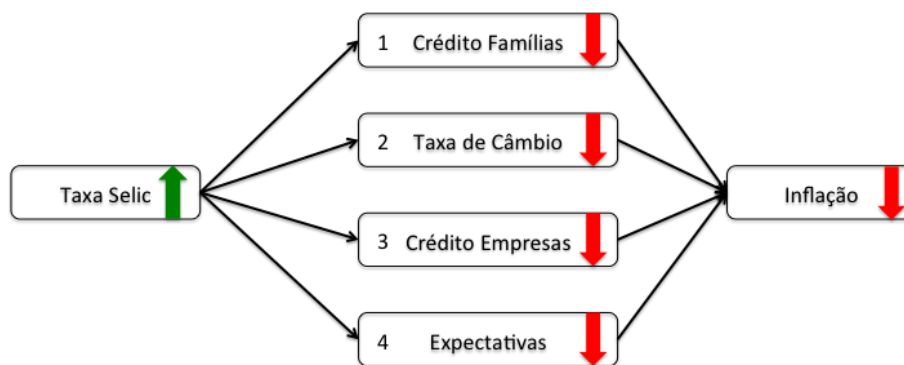 1 Crédito Famílias
2 Taxa de Câmbio
Taxa Selic
Inflação
3 Crédito Empresas
4 Expectativas